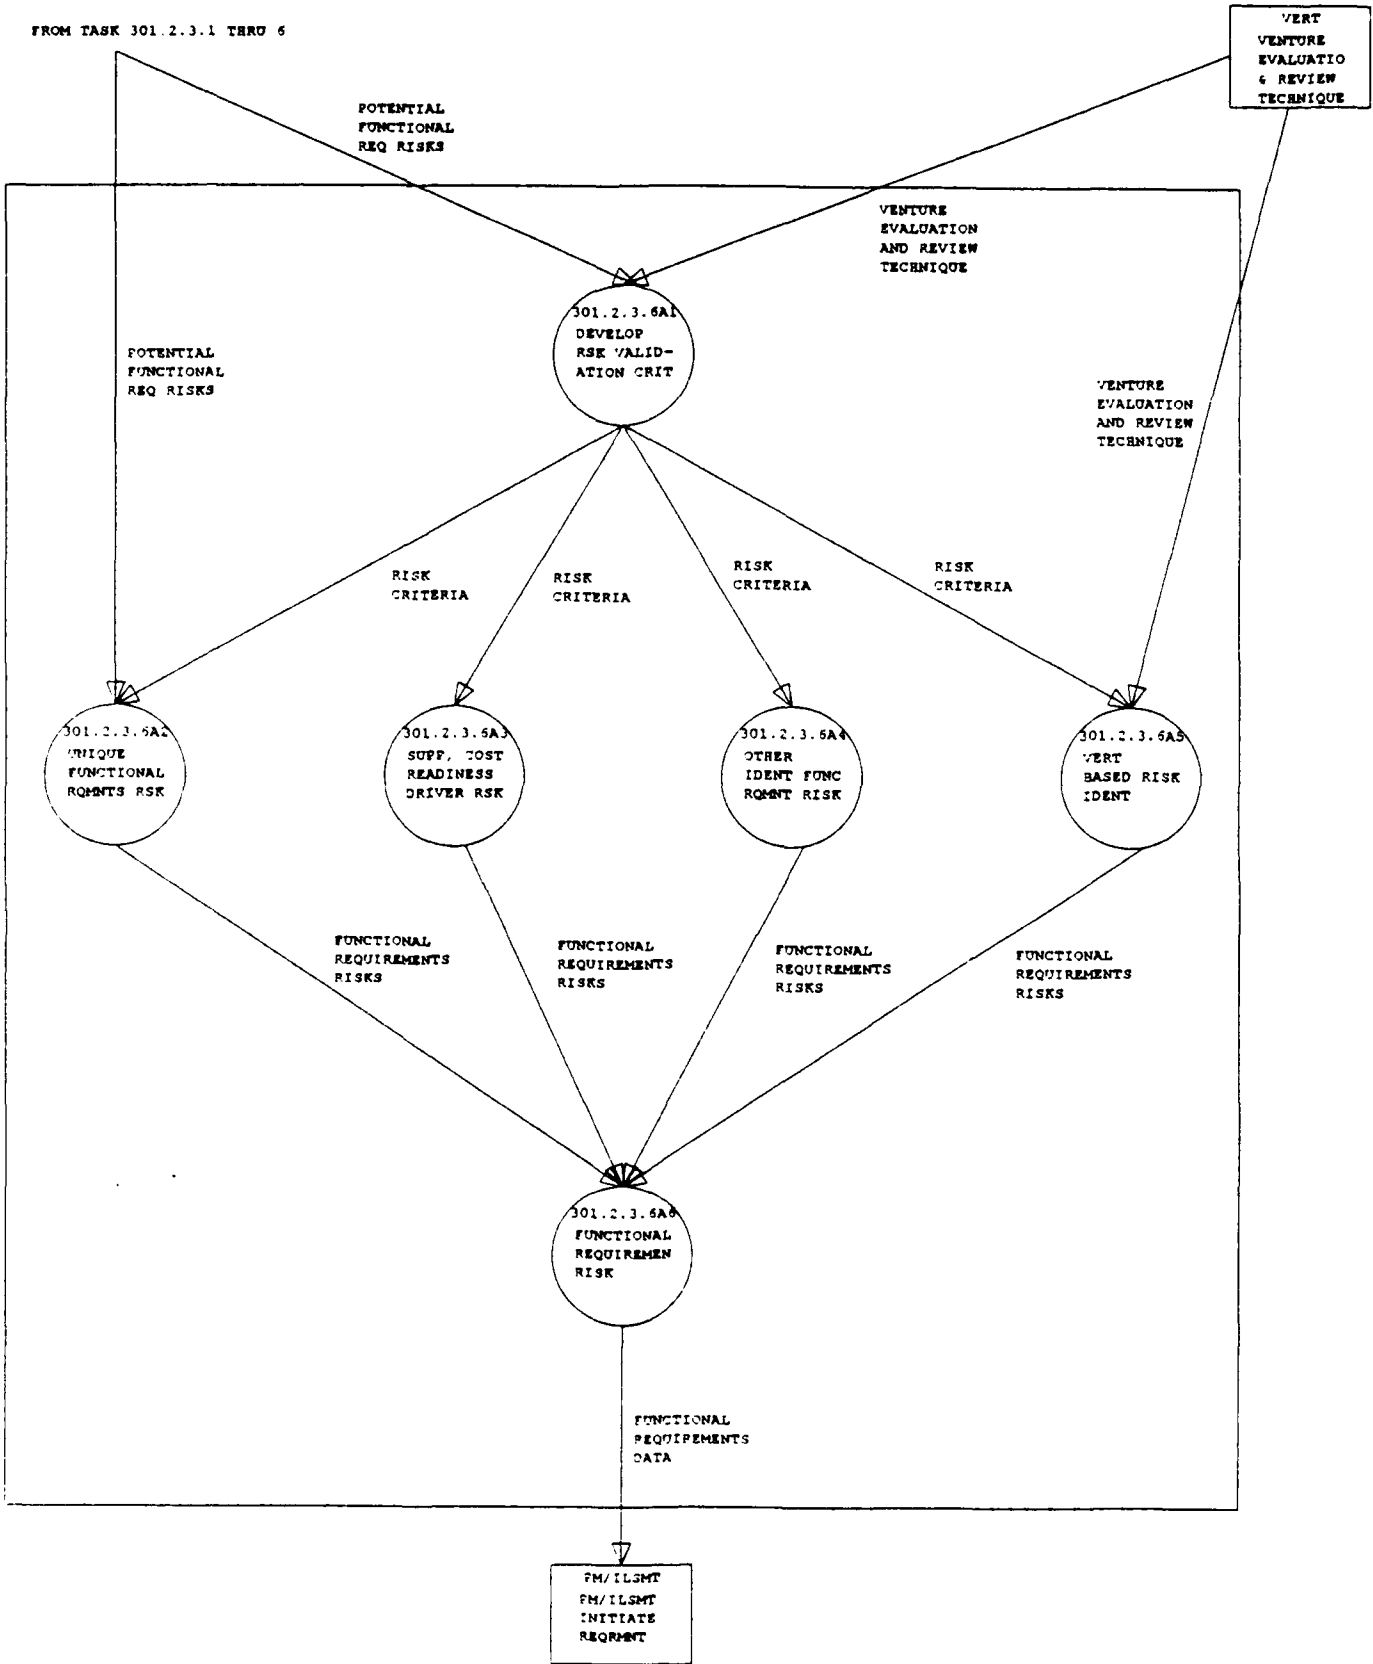 FROM TASK 301.2.3.1 THRU 6
VERT
VENTURE
EVALUATIO
& REVIEW
TECHNIQUE
POTENTIAL
FUNCTIONAL
REQ RISKS
VENTURE
EVALUATION
AND REVIEW
TECHNIQUE
301.2.3.6A1
DEVELOP
RSK VALID-
ATION CRIT
POTENTIAL
FUNCTIONAL
REQ RISKS
VENTURE
EVALUATION
AND REVIEW
TECHNIQUE
RISK
CRITERIA
RISK
CRITERIA
RISK
CRITERIA
RISK
CRITERIA
301.2.3.6A2
UNIQUE
FUNCTIONAL
RQMNTS RSK
301.2.3.6A3
SUPP, COST
READINESS
DRIVER RSK
301.2.3.6A4
OTHER
IDENT FUNC
RQMNT RISK
301.2.3.6A5
VERT
BASED RISK
IDENT
FUNCTIONAL
REQUIREMENTS
RISKS
FUNCTIONAL
REQUIREMENTS
RISKS
FUNCTIONAL
REQUIREMENTS
RISKS
FUNCTIONAL
REQUIREMENTS
RISKS
301.2.3.6A6
FUNCTIONAL
REQUIREMEN
RISK
FUNCTIONAL
REQUIREMENTS
DATA
PM/ILSMT
PM/ILSMT
INITIATE
REQRMNT